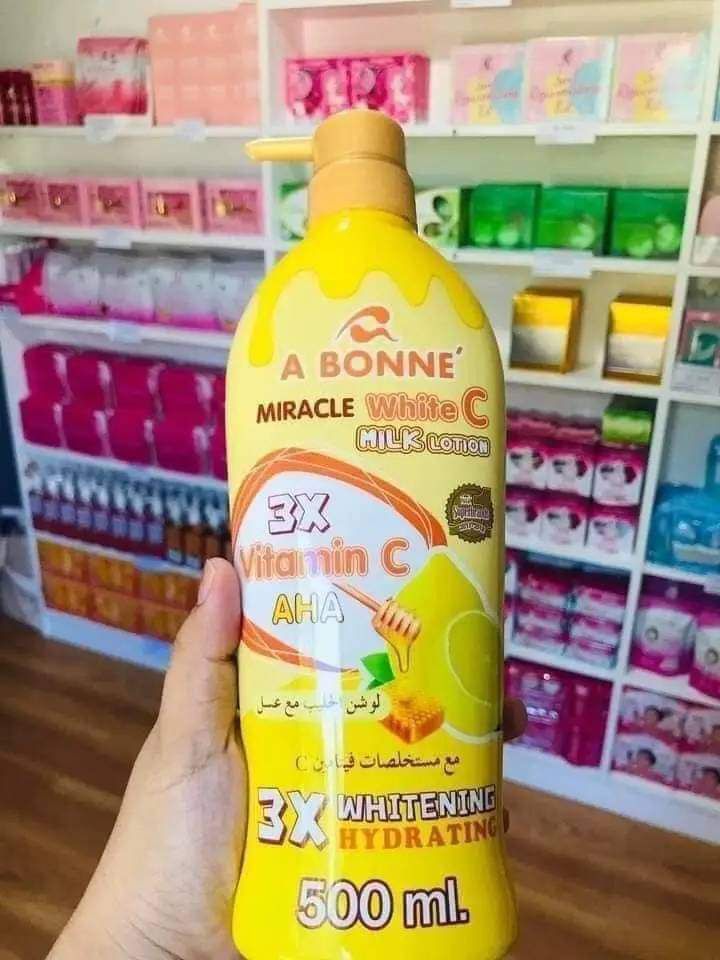 A BONNE'
MIRACLE White C
MILK LOTION
3X
Vitamin C
AHA
لوشن الحليب مع عسل
مع مستخلصات فيتامين C
3X WHITENING
HYDRATING
500 ml.